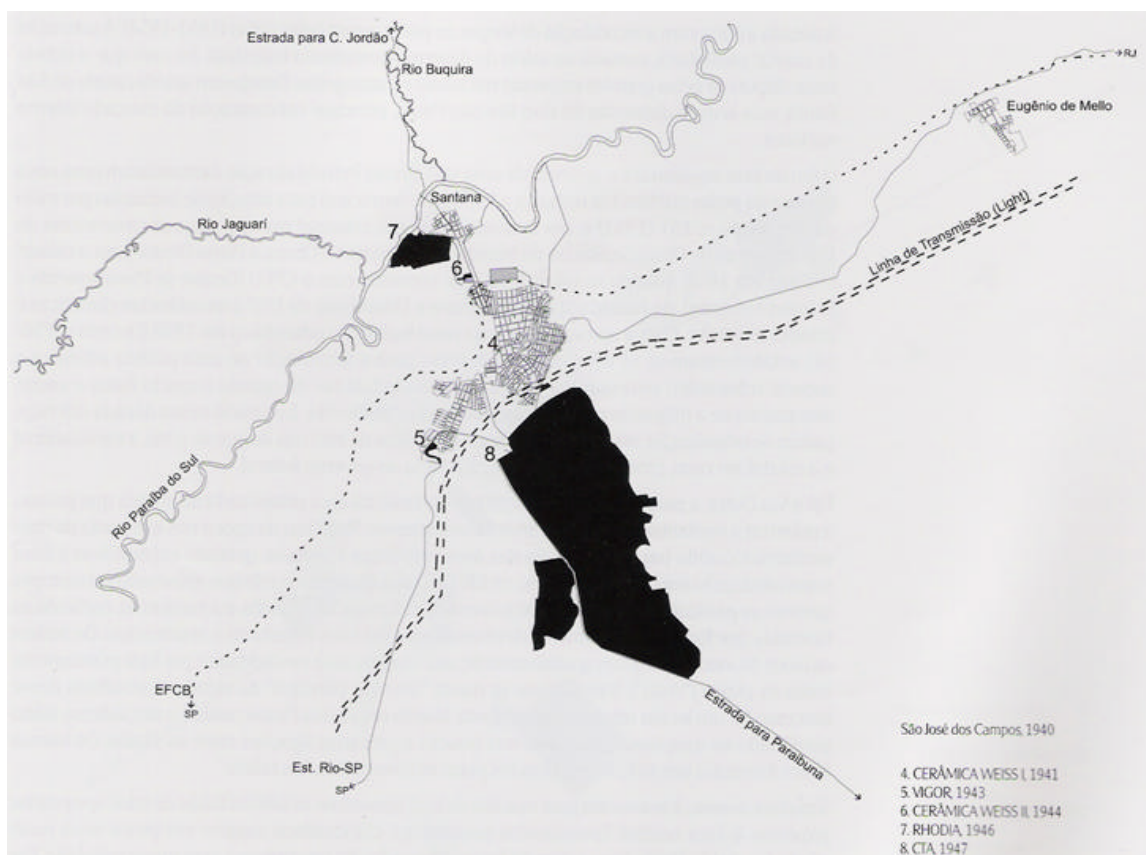 Estrada para C. Jordão
Rio Buquira
RJ
Eugênio de Mello
Santana
Rio Jaguarí
7
6
Linha de Transmissão (Light)
4
5
8
Rio Paraíba do Sul
EFCB
SP
Est. Rio-SP
SP
Estrada para Paraibuna
São José dos Campos, 1940
4. CERÂMICA WEISS I, 1941
5. VIGOR, 1943
6. CERÂMICA WEISS II, 1944
7. RHODIA, 1946
8. CTA, 1947